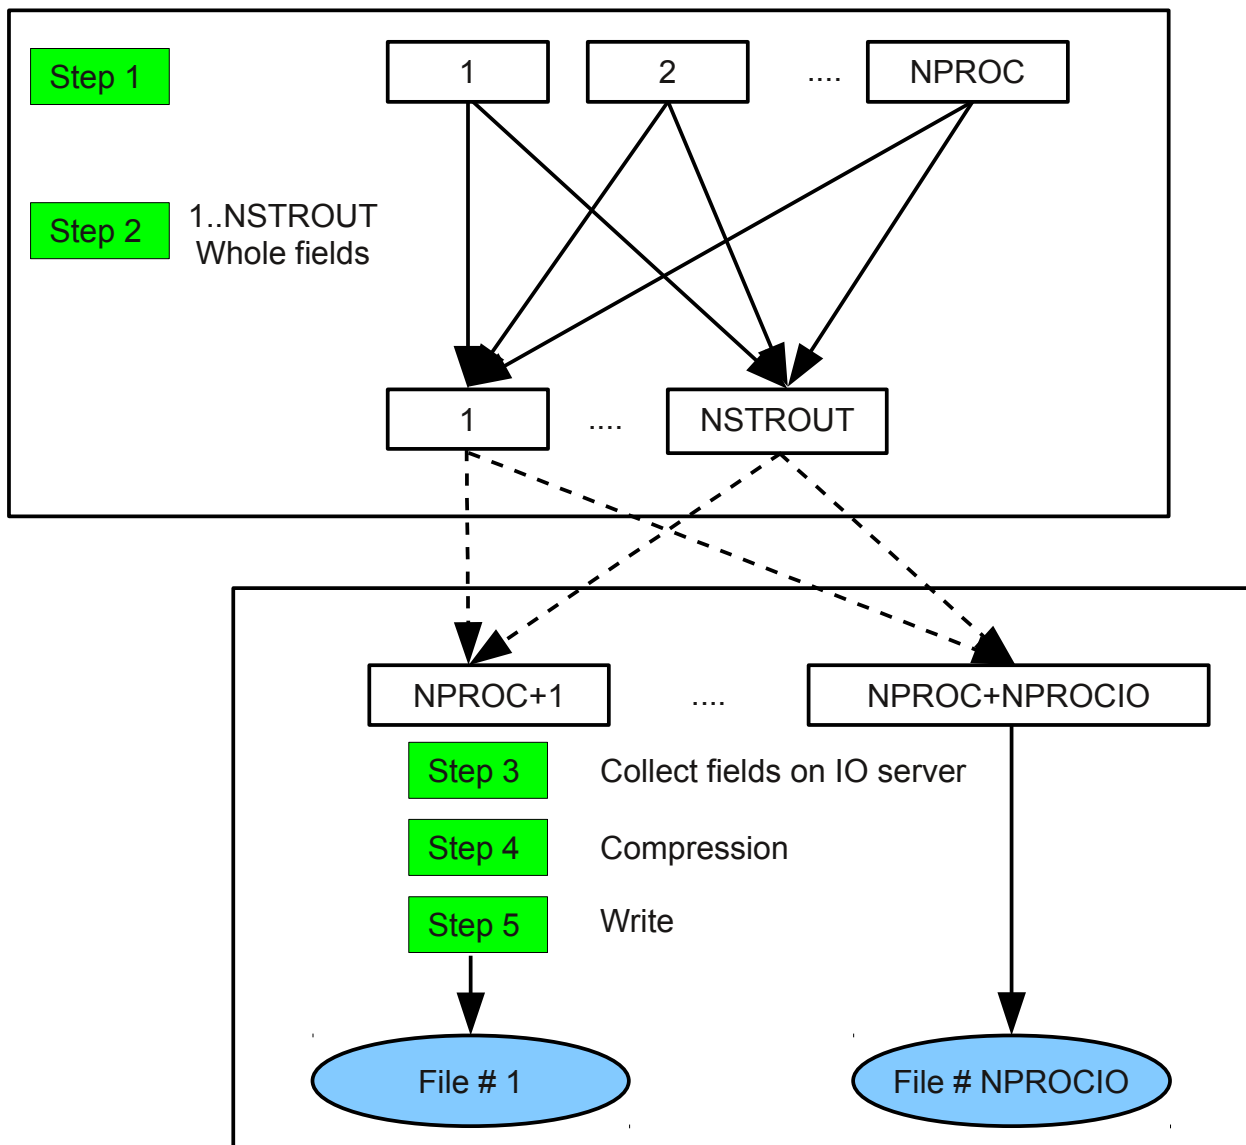 Step 1
1
2
....
NPROC
Step 2
1..NSTROUT
Whole fields
1
....
NSTROUT
NPROC+1
....
NPROC+NPROCIO
Step 3
Collect fields on IO server
Step 4
Compression
Step 5
Write
File # 1
File # NPROCIO